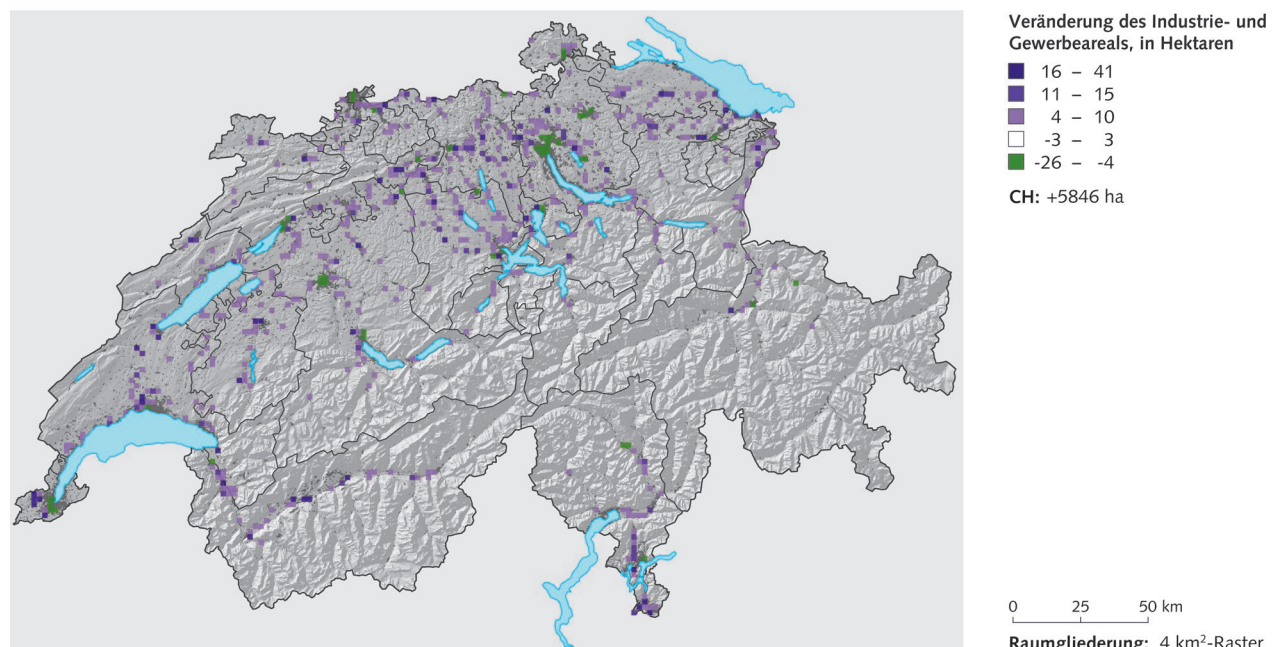 Veränderung des Industrie- und
Gewerbeareals, in Hektaren
16 – 41
11 – 15
4 – 10
-3 – 3
-26 – -4
CH: +5846 ha
0 25 50 km
Raumgliederung: 4 km²-Raster